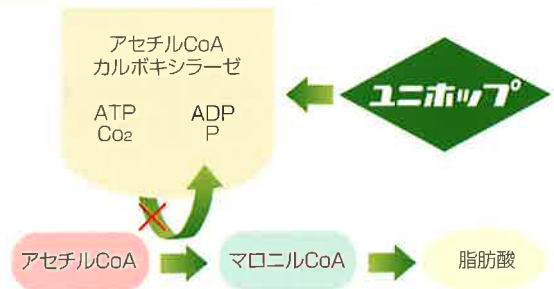 アセチルCoA
カルボキシラーゼ
ATP ADP
Co₂ P
ユニホップ
アセチルCoA マロニルCoA 脂肪酸